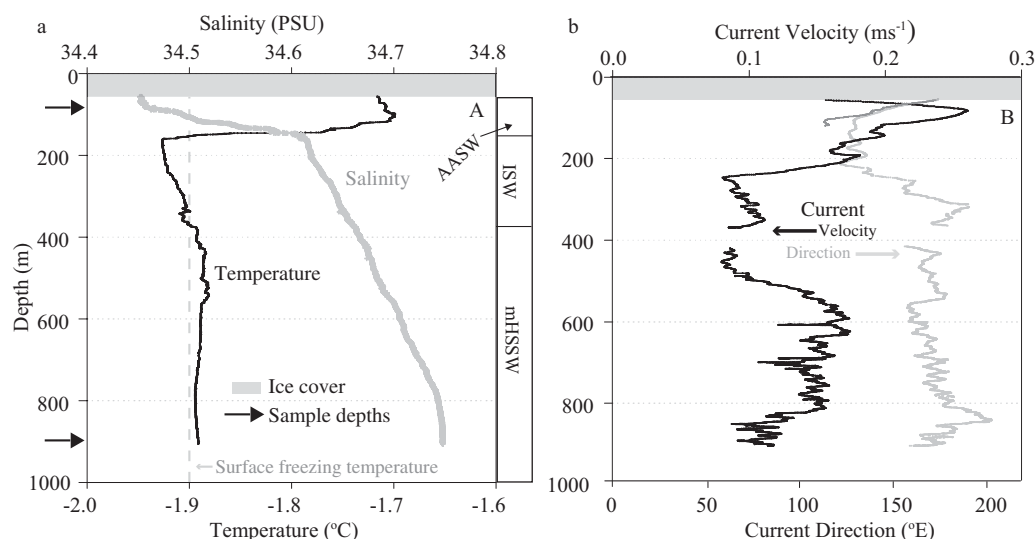 a
Salinity (PSU)
34.4 34.5 34.6 34.7 34.8
0
200
400
600
800
1000
Depth (m)
A
AASW
ISW
mHSSW
Salinity
Temperature
Ice cover
Sample depths
Surface freezing temperature
-2.0 -1.9 -1.8 -1.7 -1.6
Temperature (ºC)
b
Current Velocity (ms-1)
0.0 0.1 0.2 0.3
0
200
400
600
800
1000
B
Current
Velocity
Direction
50 100 150 200
Current Direction (ºE)